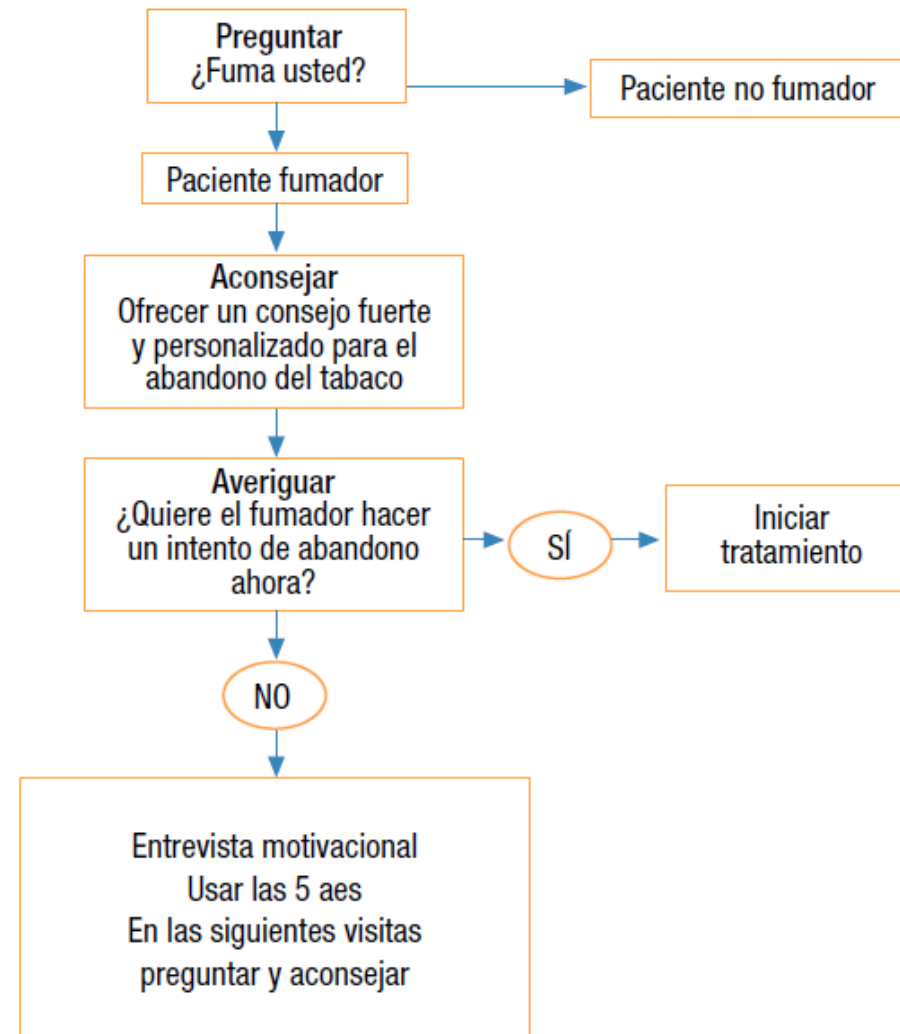 Preguntar
¿Fuma usted?
Paciente no fumador
Paciente fumador
Aconsejar
Ofrecer un consejo fuerte
y personalizado para el
abandono del tabaco
Averiguar
¿Quiere el fumador hacer
un intento de abandono
ahora?
SÍ
Iniciar
tratamiento
NO
Entrevista motivacional
Usar las 5 aes
En las siguientes visitas
preguntar y aconsejar